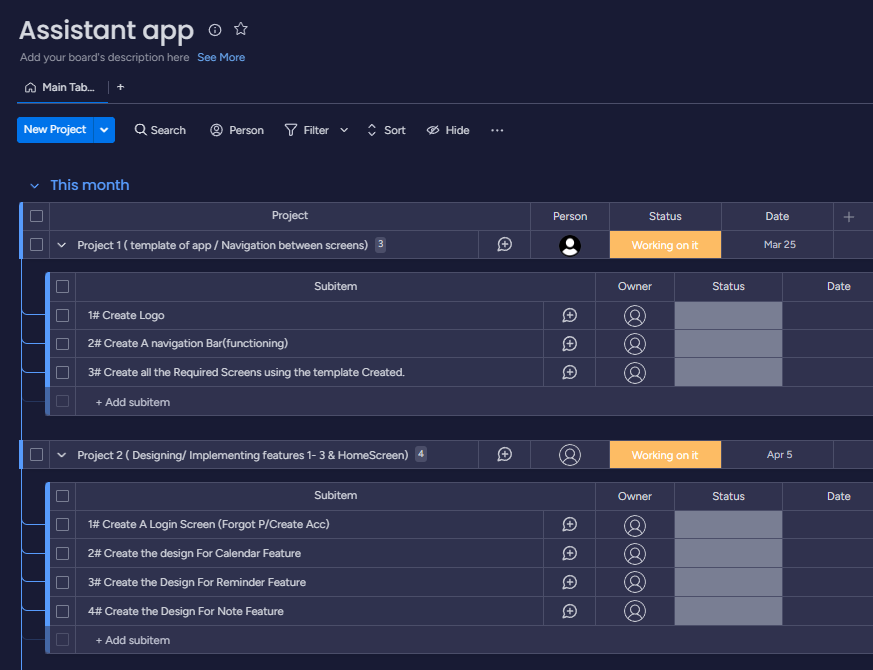 Assistant app
Add your board's description here See More
Main Tab... +
New Project Search Person Filter Sort Hide ...
This month
Project Person Status Date +
Project 1 ( template of app / Navigation between screens) 3 Working on it Mar 25
Subitem Owner Status Date
1# Create Logo
2# Create A navigation Bar(functioning)
3# Create all the Required Screens using the template Created.
+ Add subitem
Project 2 ( Designing/ Implementing features 1- 3 & HomeScreen) 4 Working on it Apr 5
Subitem Owner Status Date
1# Create A Login Screen (Forgot P/Create Acc)
2# Create the design For Calendar Feature
3# Create the Design For Reminder Feature
4# Create the Design For Note Feature
+ Add subitem